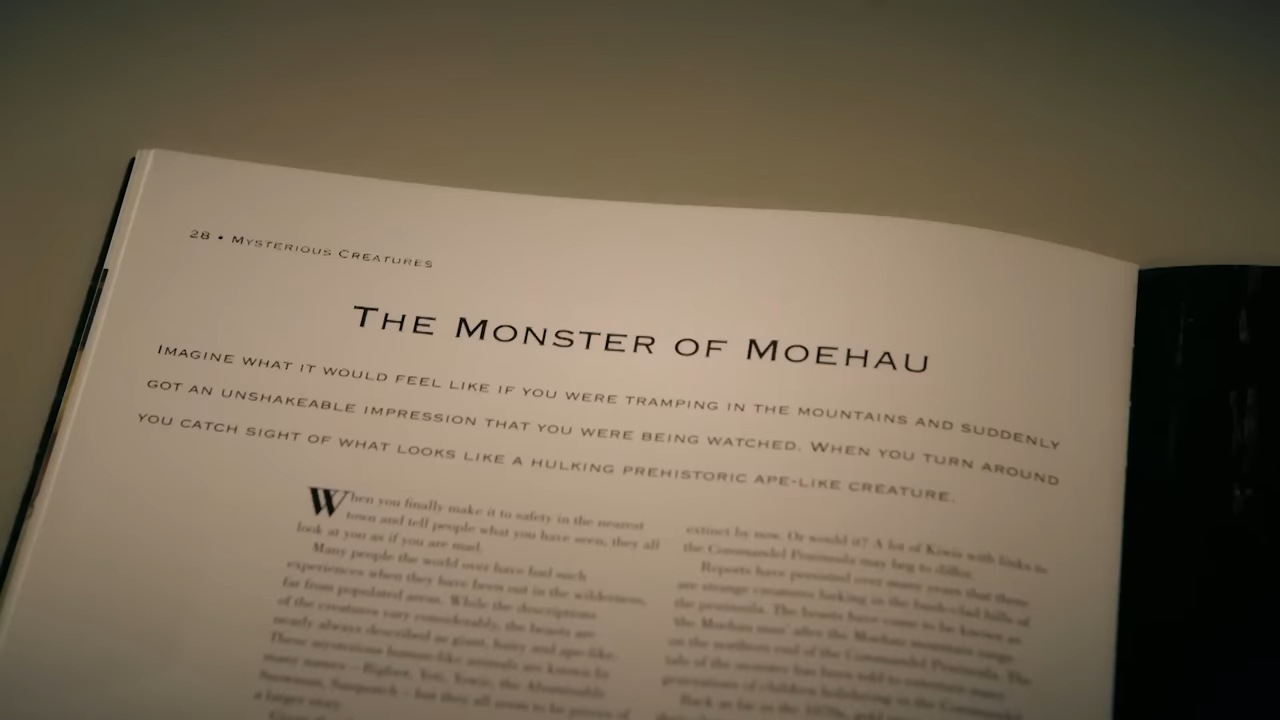 28 • Mysterious Creatures
The Monster of Moehau
Imagine what it would feel like if you were tramping in the mountains and suddenly
got an unshakeable impression that you were being watched. When you turn around
you catch sight of what looks like a hulking prehistoric ape-like creature.
When you finally make it to safety in the nearest
town and tell people what you have seen, they all
look at you as if you are mad.
Many people the world over have had such
experiences when they have been out in the wilderness,
far from populated areas. While the descriptions
of the creatures vary considerably, the beasts are
nearly always described as giant, hairy and ape-like.
These mysterious human-like animals are known by
many names – Bigfoot, Yeti, Yowie, the Abominable
Snowman, Sasquatch – but they all seem to be
a larger story.
extinct by now. Or would it? A lot of Kiwis with links to
the Coromandel Peninsula may beg to differ.
Reports have persisted over many years that there
are strange creatures lurking in the bush-clad hills of
the peninsula. The beasts have come to be known as
'the Moehau man' after the Moehau mountain range
on the northern end of the Coromandel Peninsula. The
tale of the monster has been told to entertain many
generations of children holidaying in the Coromandel.
Back as far as the 1970s, gold